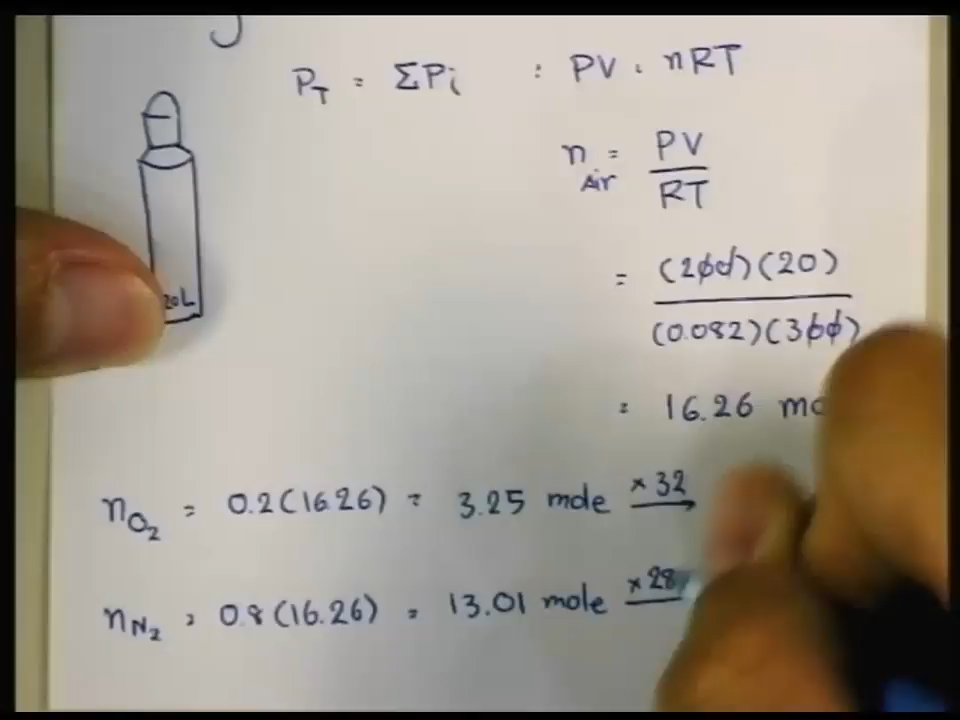 P_T = ΣPi : PV = nRT
n_Air = PV / RT
= (200)(20) / (0.082)(300)
20L
= 16.26
n_O2 = 0.2(16.26) = 3.25 mole ×32 →
n_N2 = 0.8(16.26) = 13.01 mole ×28